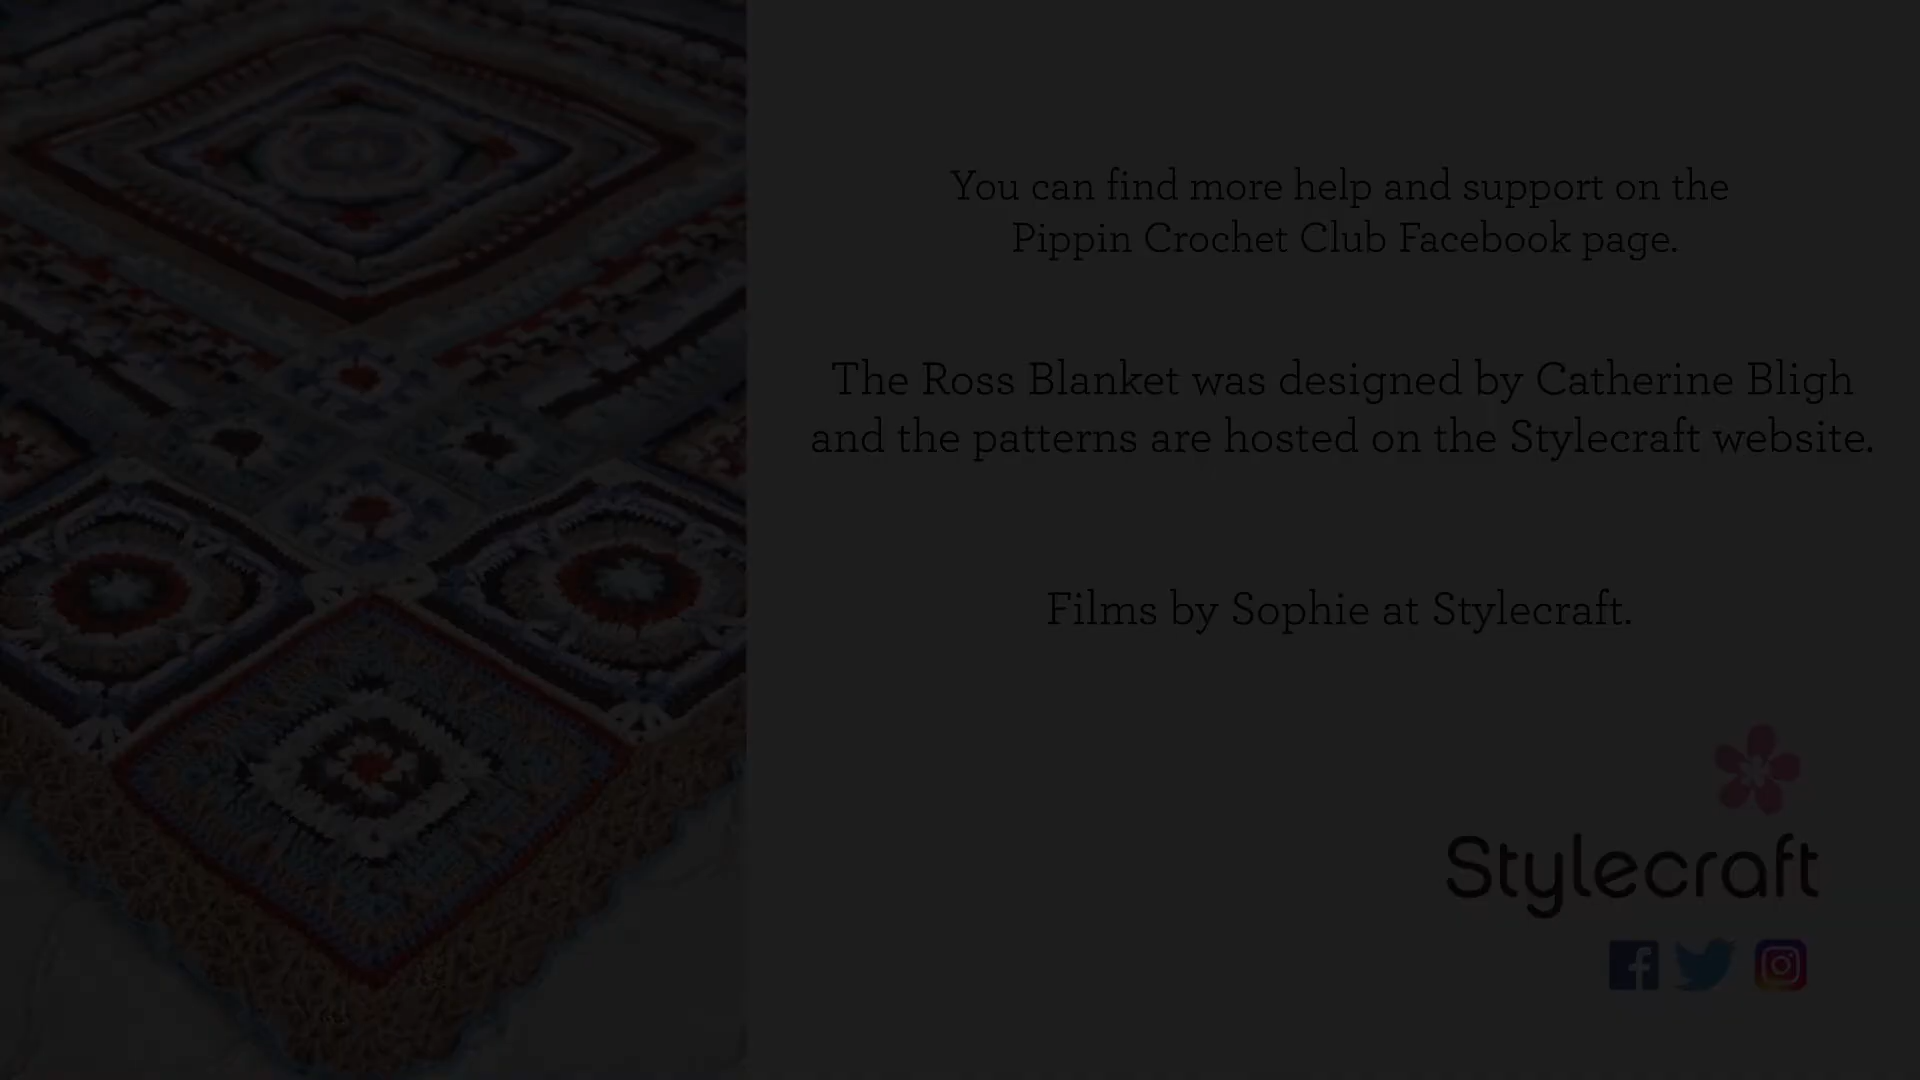 You can find more help and support on the
Pippin Crochet Club Facebook page.
The Ross Blanket was designed by Catherine Bligh
and the patterns are hosted on the Stylecraft website.
Films by Sophie at Stylecraft.
Stylecraft